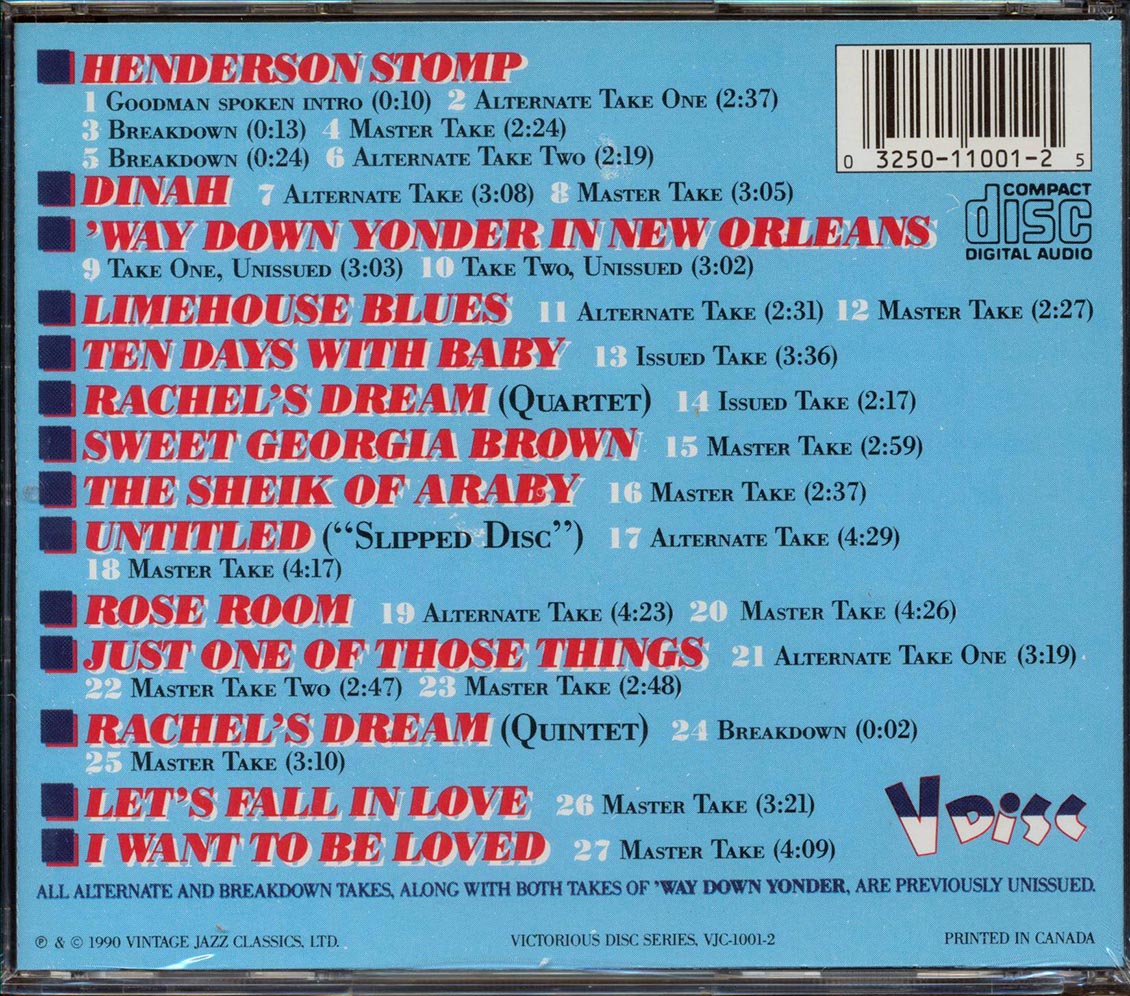 HENDERSON STOMP
1 GOODMAN SPOKEN INTRO (0:10) 2 ALTERNATE TAKE ONE (2:37)
3 BREAKDOWN (0:13) 4 MASTER TAKE (2:24)
5 BREAKDOWN (0:24) 6 ALTERNATE TAKE TWO (2:19)
0 3250-11001-2 5
DINAH 7 ALTERNATE TAKE (3:08) 8 MASTER TAKE (3:05)
COMPACT
disc
DIGITAL AUDIO
'WAY DOWN YONDER IN NEW ORLEANS
9 TAKE ONE, UNISSUED (3:03) 10 TAKE TWO, UNISSUED (3:02)
LIMEHOUSE BLUES 11 ALTERNATE TAKE (2:31) 12 MASTER TAKE (2:27)
TEN DAYS WITH BABY 13 ISSUED TAKE (3:36)
RACHEL'S DREAM (QUARTET) 14 ISSUED TAKE (2:17)
SWEET GEORGIA BROWN 15 MASTER TAKE (2:59)
THE SHEIK OF ARABY 16 MASTER TAKE (2:37)
UNTITLED ("SLIPPED DISC") 17 ALTERNATE TAKE (4:29)
18 MASTER TAKE (4:17)
ROSE ROOM 19 ALTERNATE TAKE (4:23) 20 MASTER TAKE (4:26)
JUST ONE OF THOSE THINGS 21 ALTERNATE TAKE ONE (3:19)
22 MASTER TAKE TWO (2:47) 23 MASTER TAKE (2:48)
RACHEL'S DREAM (QUINTET) 24 BREAKDOWN (0:02)
25 MASTER TAKE (3:10)
LET'S FALL IN LOVE 26 MASTER TAKE (3:21)
I WANT TO BE LOVED 27 MASTER TAKE (4:09)
V DISC
ALL ALTERNATE AND BREAKDOWN TAKES, ALONG WITH BOTH TAKES OF 'WAY DOWN YONDER, ARE PREVIOUSLY UNISSUED.
℗ & © 1990 VINTAGE JAZZ CLASSICS, LTD. VICTORIOUS DISC SERIES, VJC-1001-2 PRINTED IN CANADA